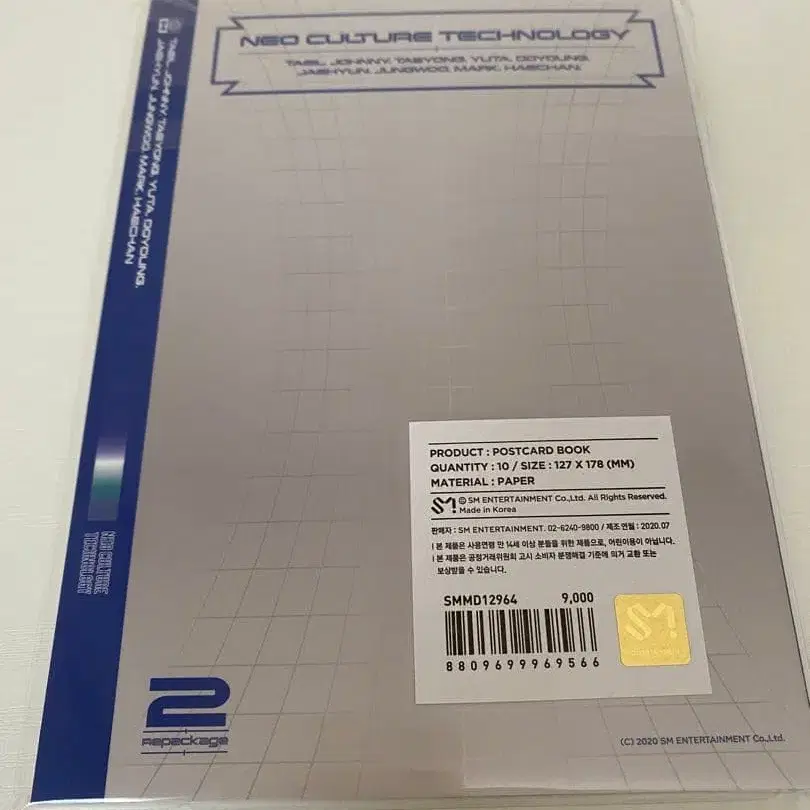 NEO CULTURE TECHNOLOGY
TAEIL, JOHNNY, TAEYONG, YUTA, DOYOUNG,
JAEHYUN, JUNGWOO, MARK, HAECHAN,
TAEIL, JOHNNY, TAEYONG, YUTA, DOYOUNG,
JAEHYUN, JUNGWOO, MARK, HAECHAN
NEO CULTURE
TECHNOLOGY
PRODUCT : POSTCARD BOOK
QUANTITY : 10 / SIZE : 127 X 178 (MM)
MATERIAL : PAPER
SM! ⓒ SM ENTERTAINMENT Co.,Ltd. All Rights Reserved.
Made in Korea
판매자 : SM ENTERTAINMENT. 02-6240-9800 / 제조 연월 : 2020.07
! 본 제품은 사용연령 만 14세 이상 분들을 위한 제품으로, 어린이용이 아닙니다.
! 본 제품은 공정거래위원회 고시 소비자 분쟁해결 기준에 의거 교환 또는
보상받을 수 있습니다.
SMMD12964 9,000
8809699969566
SM!
2
Repackage
(C) 2020 SM ENTERTAINMENT Co.,Ltd.